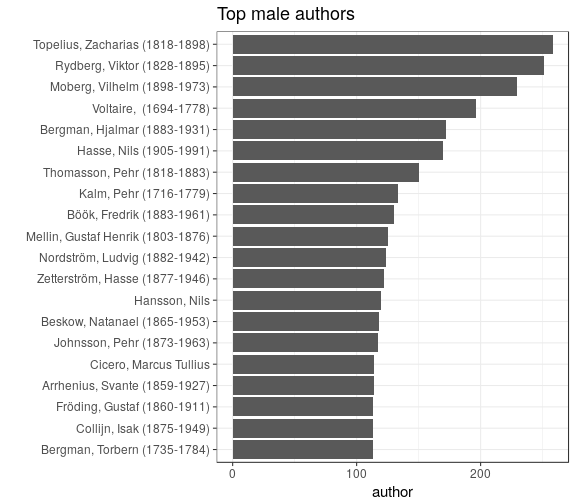 Top male authors
Topelius, Zacharias (1818-1898)
Rydberg, Viktor (1828-1895)
Moberg, Vilhelm (1898-1973)
Voltaire,  (1694-1778)
Bergman, Hjalmar (1883-1931)
Hasse, Nils (1905-1991)
Thomasson, Pehr (1818-1883)
Kalm, Pehr (1716-1779)
Böök, Fredrik (1883-1961)
Mellin, Gustaf Henrik (1803-1876)
Nordström, Ludvig (1882-1942)
Zetterström, Hasse (1877-1946)
Hansson, Nils
Beskow, Natanael (1865-1953)
Johnsson, Pehr (1873-1963)
Cicero, Marcus Tullius
Arrhenius, Svante (1859-1927)
Fröding, Gustaf (1860-1911)
Collijn, Isak (1875-1949)
Bergman, Torbern (1735-1784)
0 100 200
author